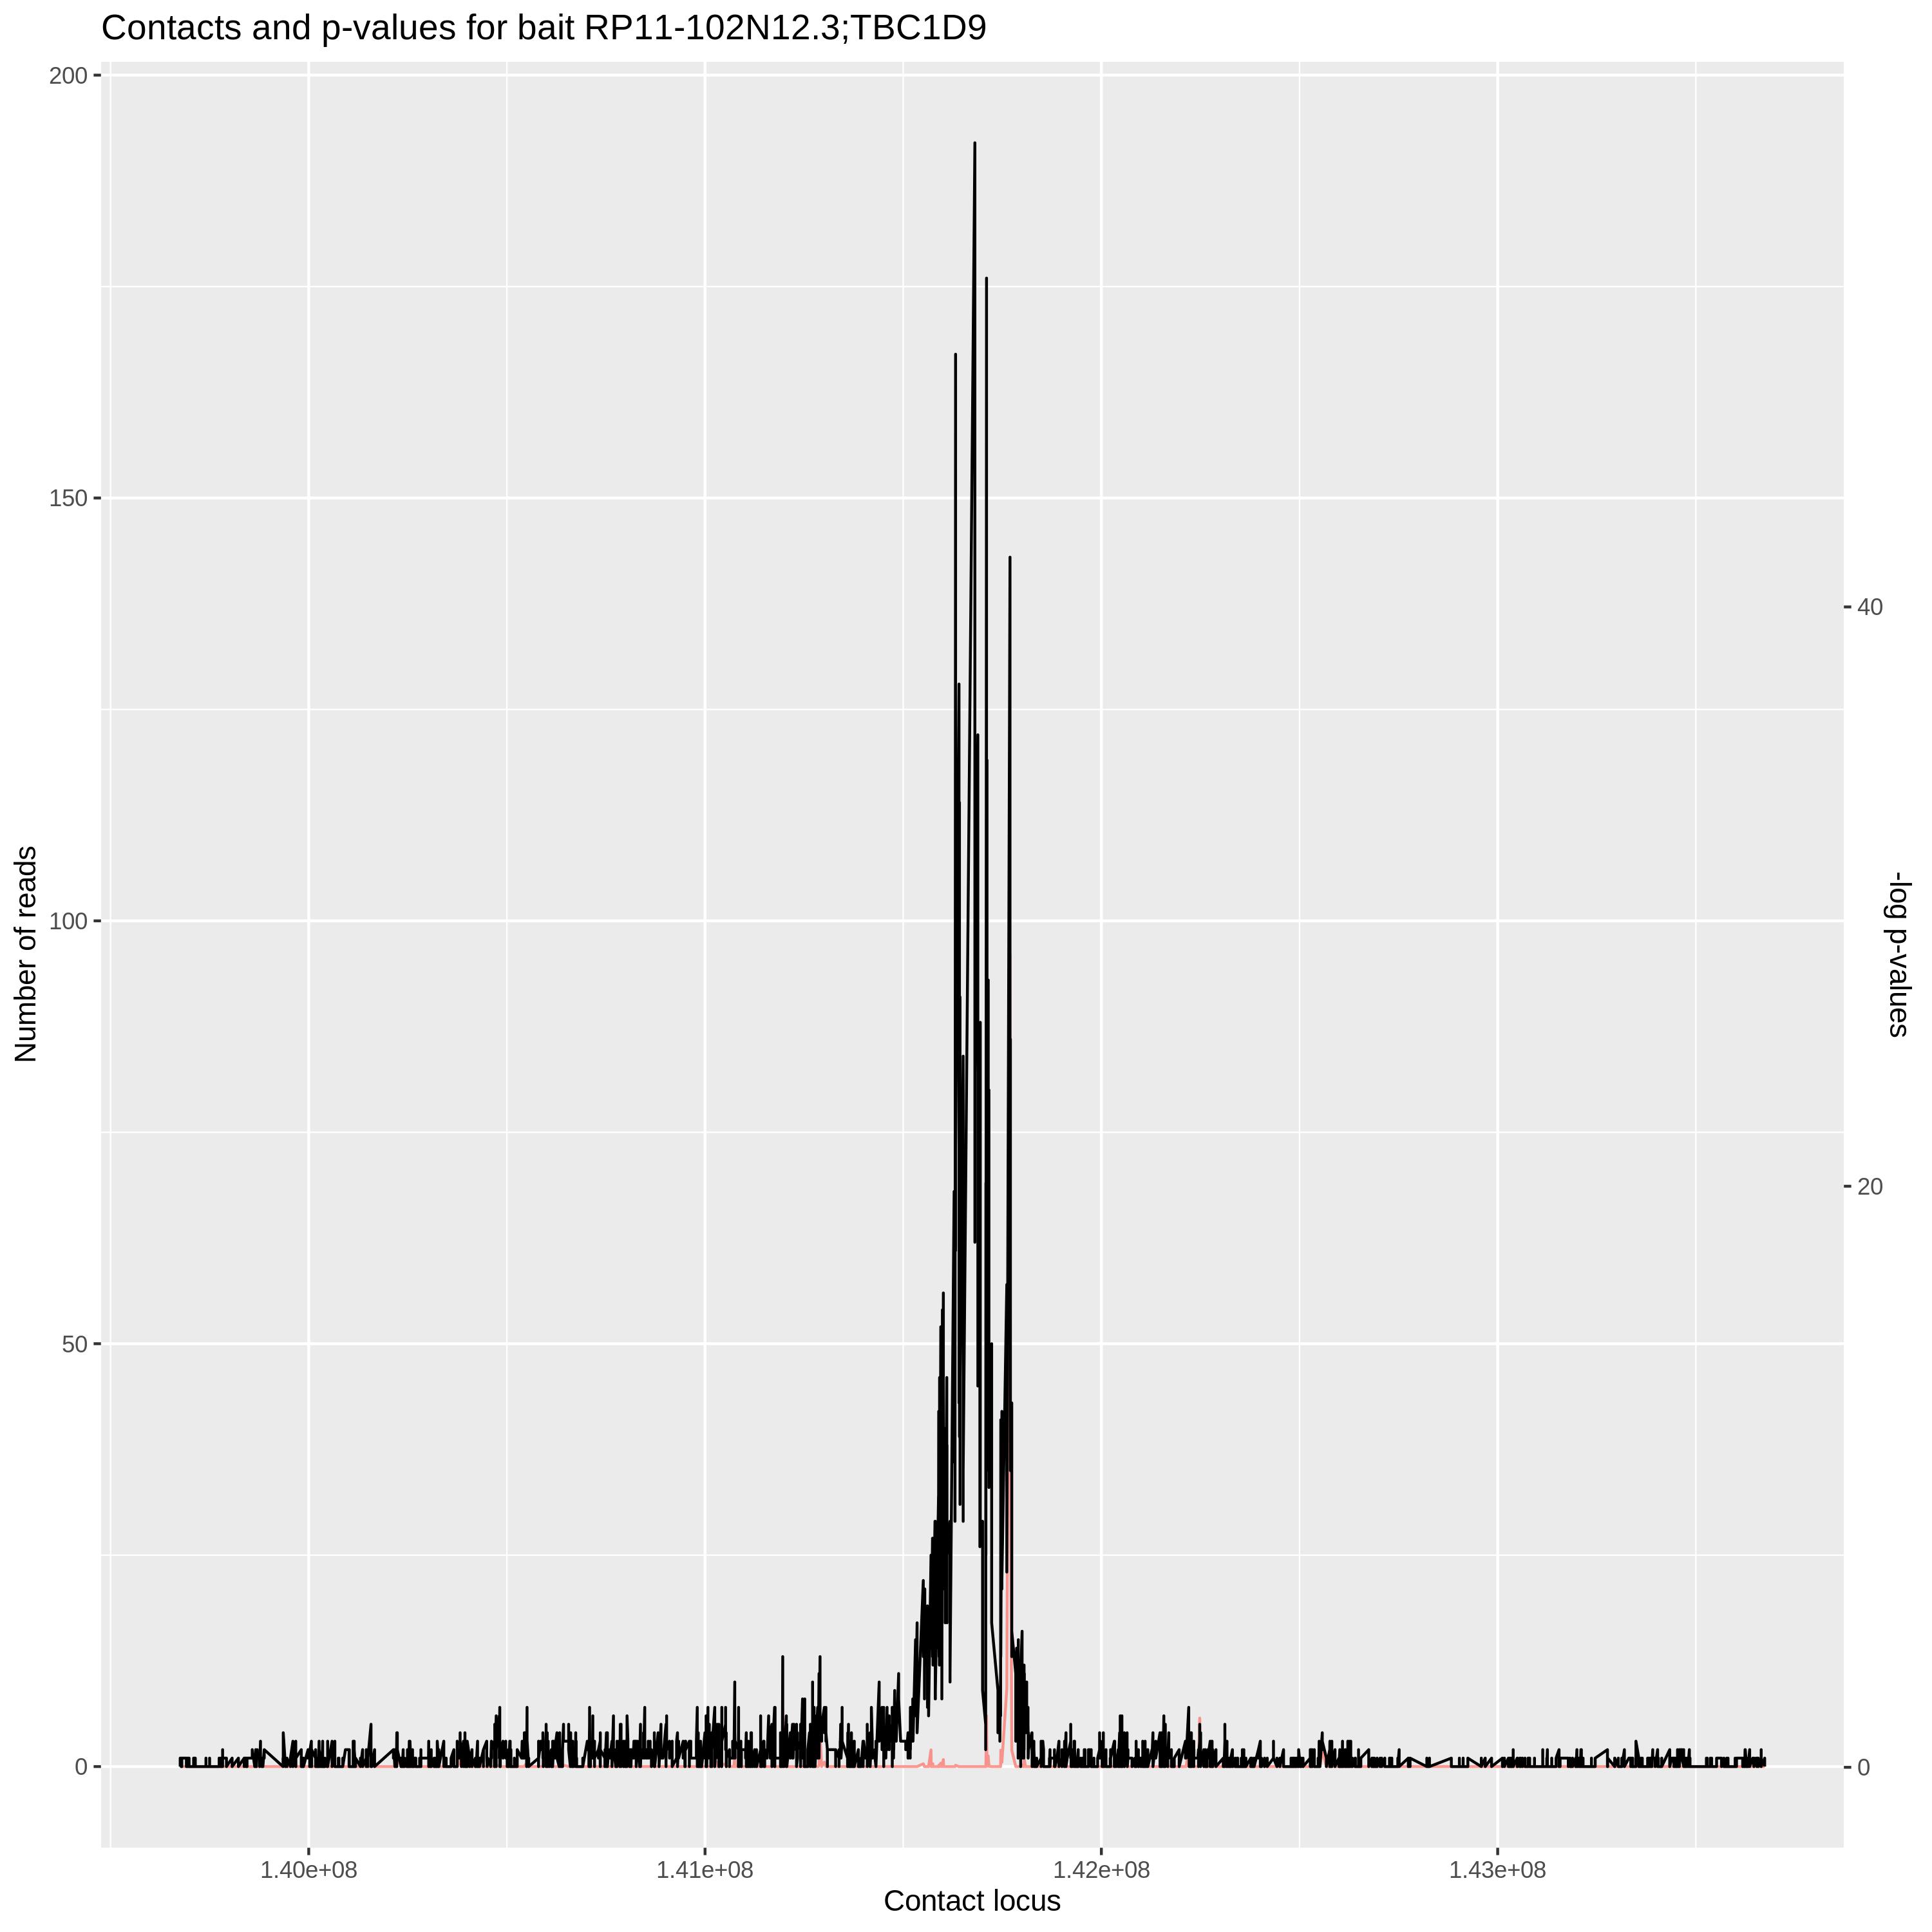 Contacts and p-values for bait RP11-102N12.3;TBC1D9
200
150
100
50
0
Number of reads
40
20
0
-log p-values
1.40e+08 1.41e+08 1.42e+08 1.43e+08
Contact locus